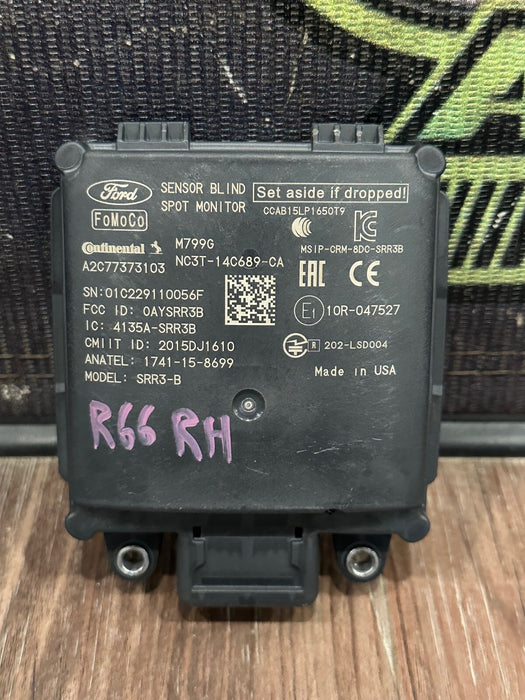 Ford
FoMoCo
SENSOR BLIND
SPOT MONITOR
Set aside if dropped!
CCAB15LP1650T9
MSIP-CRM-8DC-SRR3B
Continental
A2C77373103
M799G
NC3T-14C689-CA
EAC CE
SN:01C229110056F
FCC ID: OAYSRR3B
IC: 4135A-SRR3B
CMIIT ID: 2015DJ1610
ANATEL: 1741-15-8699
MODEL: SRR3-B
E1 10R-047527
R 202-LSD004
Made in USA
R66 RH